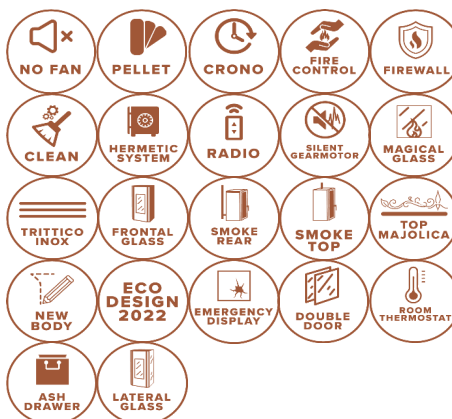 NO FAN
PELLET
CRONO
FIRE
CONTROL
FIREWALL
CLEAN
HERMETIC
SYSTEM
RADIO
SILENT
GEARMOTOR
MAGICAL
GLASS
TRITTICO
INOX
FRONTAL
GLASS
SMOKE
REAR
SMOKE
TOP
TOP
MAJOLICA
NEW
BODY
ECO
DESIGN
2022
EMERGENCY
DISPLAY
DOUBLE
DOOR
ROOM
THERMOSTAT
ASH
DRAWER
LATERAL
GLASS